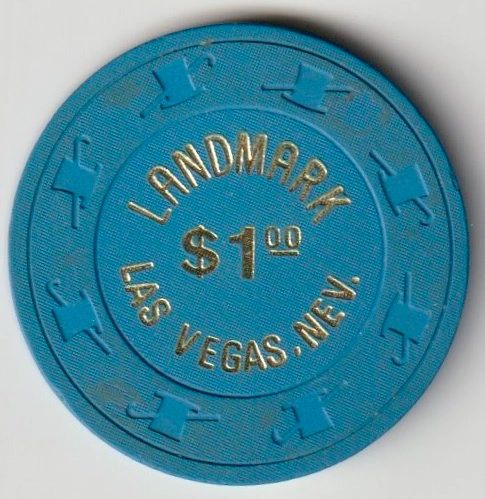 LANDMARK
$1.00
LAS VEGAS, NEV.